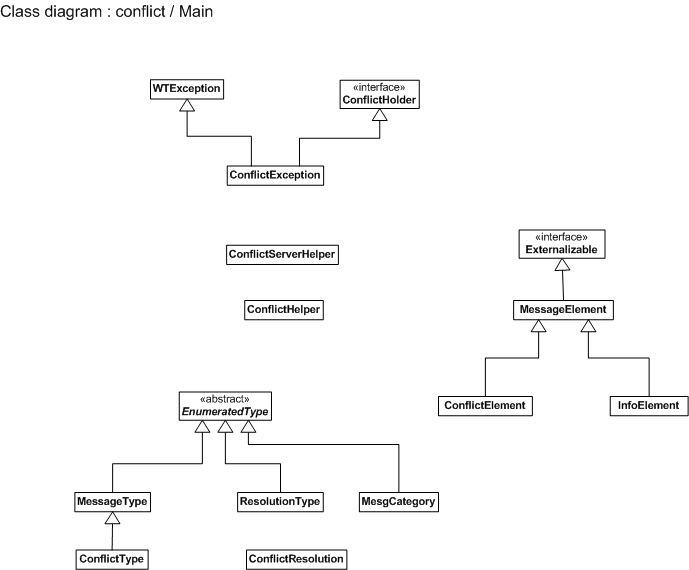 Class diagram : conflict / Main
WTException
«interface»
ConflictHolder
ConflictException
ConflictServerHelper
«interface»
Externalizable
ConflictHelper
MessageElement
«abstract»
EnumeratedType
ConflictElement
InfoElement
MessageType
ResolutionType
MesgCategory
ConflictType
ConflictResolution